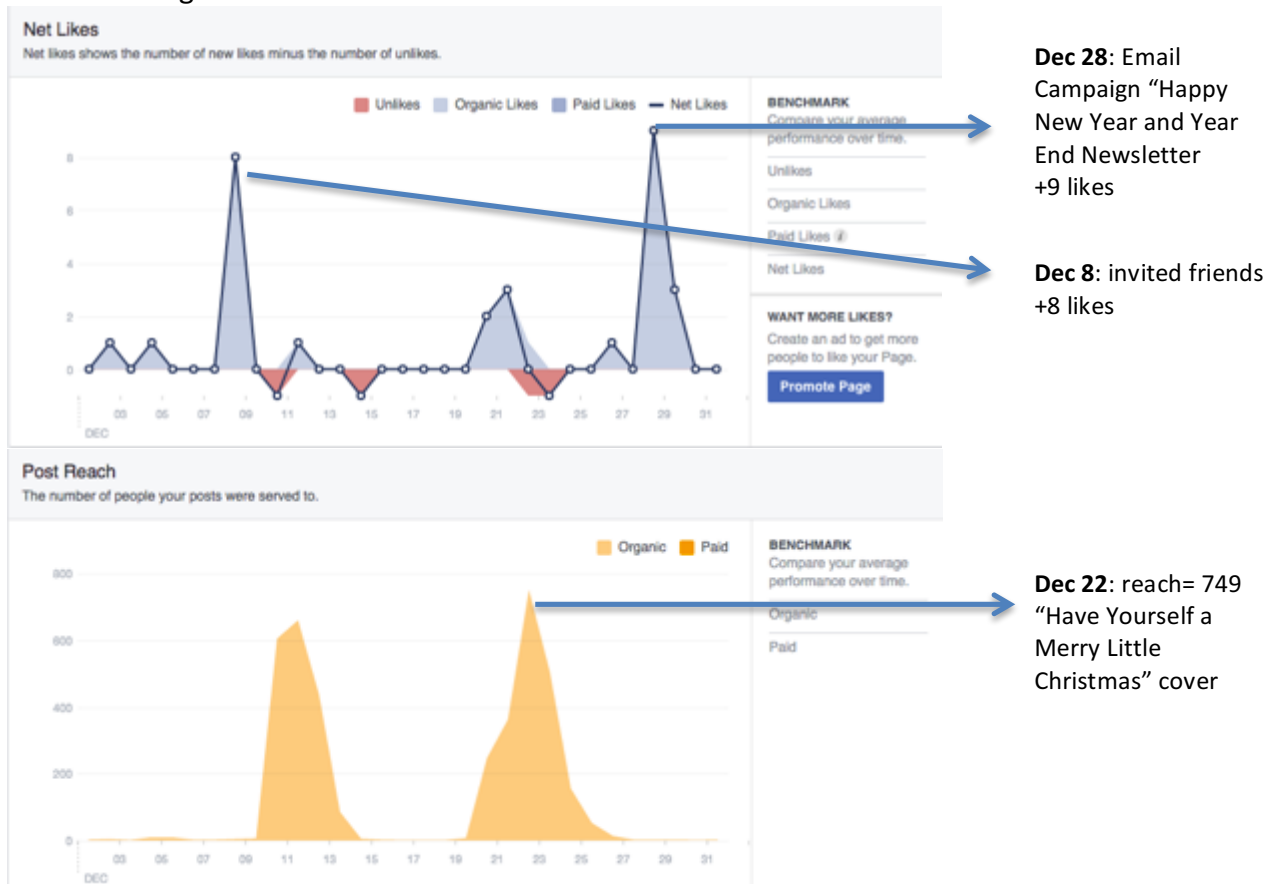 Net Likes
Net likes shows the number of new likes minus the number of unlikes.
Unlikes Organic Likes Paid Likes Net Likes
BENCHMARK
Compare your average
performance over time.
Unlikes
Organic Likes
Paid Likes i
Net Likes
WANT MORE LIKES?
Create an ad to get more
people to like your Page.
Promote Page
8
6
4
2
0
03 05 07 09 11 13 15 17 19 21 23 25 27 29 31
DEC
Dec 28: Email
Campaign “Happy
New Year and Year
End Newsletter
+9 likes
Dec 8: invited friends
+8 likes
Post Reach
The number of people your posts were served to.
Organic Paid
BENCHMARK
Compare your average
performance over time.
Organic
Paid
800
600
400
200
0
03 05 07 09 11 13 15 17 19 21 23 25 27 29 31
DEC
Dec 22: reach= 749
“Have Yourself a
Merry Little
Christmas” cover